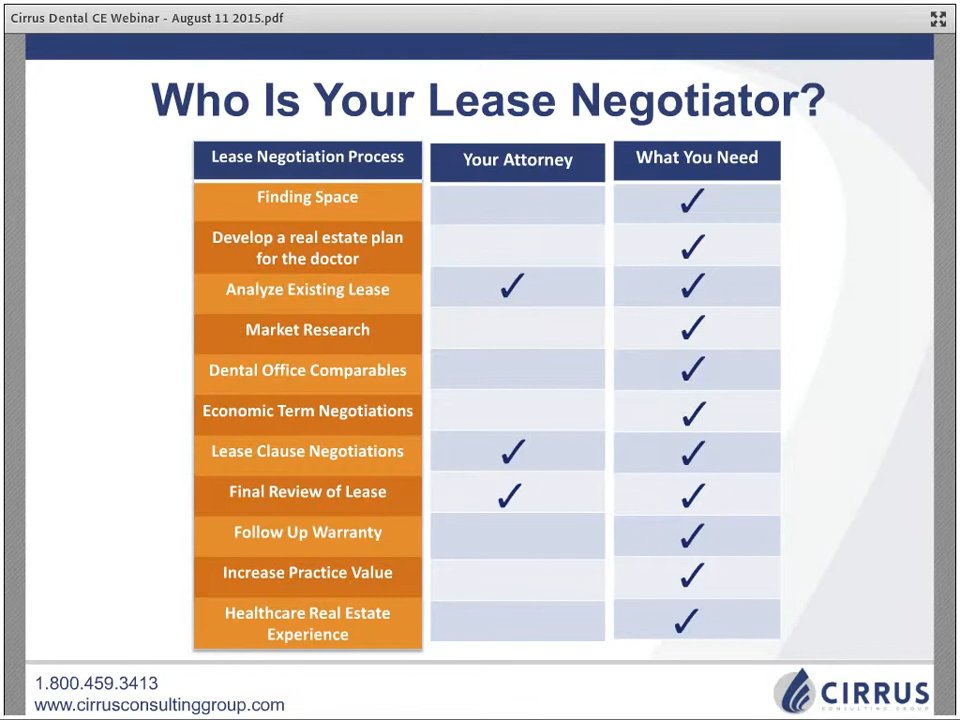 Cirrus Dental CE Webinar - August 11 2015.pdf
Who Is Your Lease Negotiator?
Lease Negotiation Process
Your Attorney
What You Need
Finding Space
✓
Develop a real estate plan
for the doctor
✓
Analyze Existing Lease
✓
✓
Market Research
✓
Dental Office Comparables
✓
Economic Term Negotiations
✓
Lease Clause Negotiations
✓
✓
Final Review of Lease
✓
✓
Follow Up Warranty
✓
Increase Practice Value
✓
Healthcare Real Estate
Experience
✓
1.800.459.3413
www.cirrusconsultinggroup.com
CIRRUS
CONSULTING GROUP